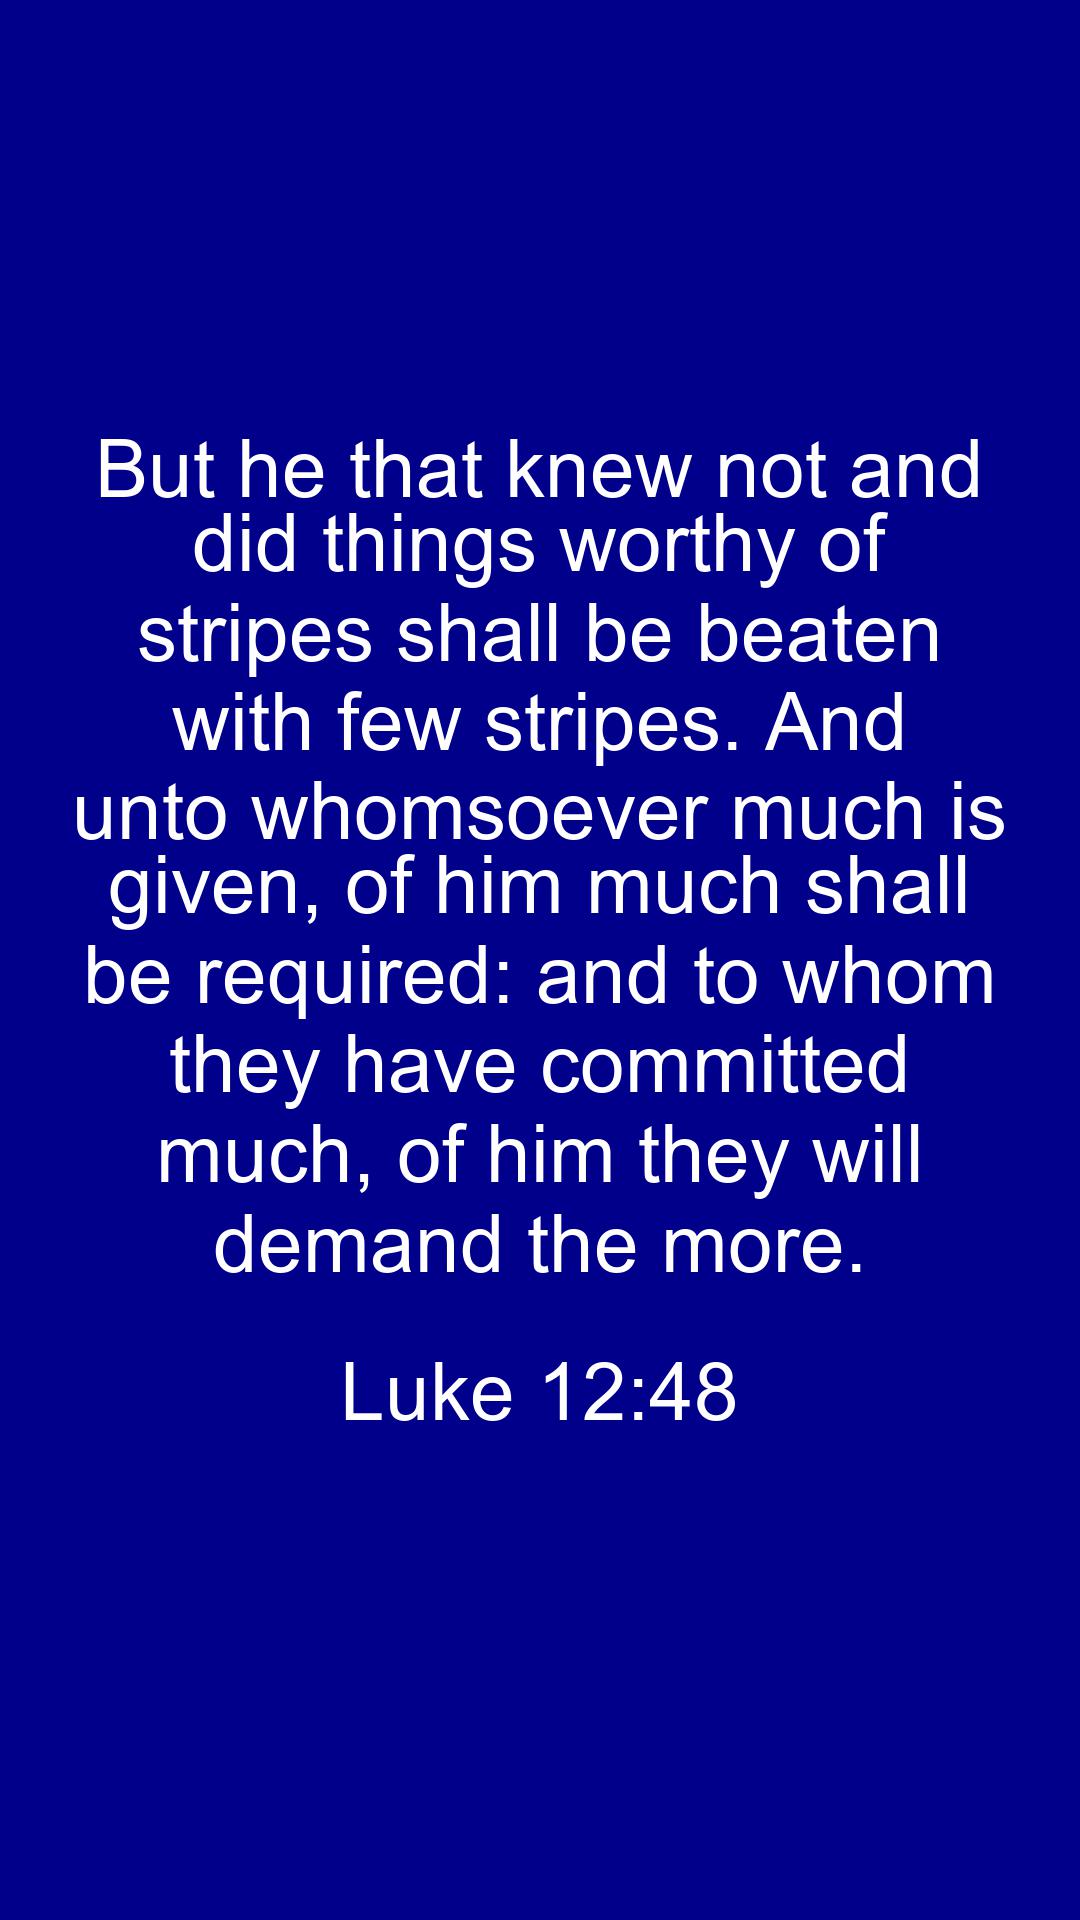 But he that knew not and
did things worthy of
stripes shall be beaten
with few stripes. And
unto whomsoever much is
given, of him much shall
be required: and to whom
they have committed
much, of him they will
demand the more.
Luke 12:48